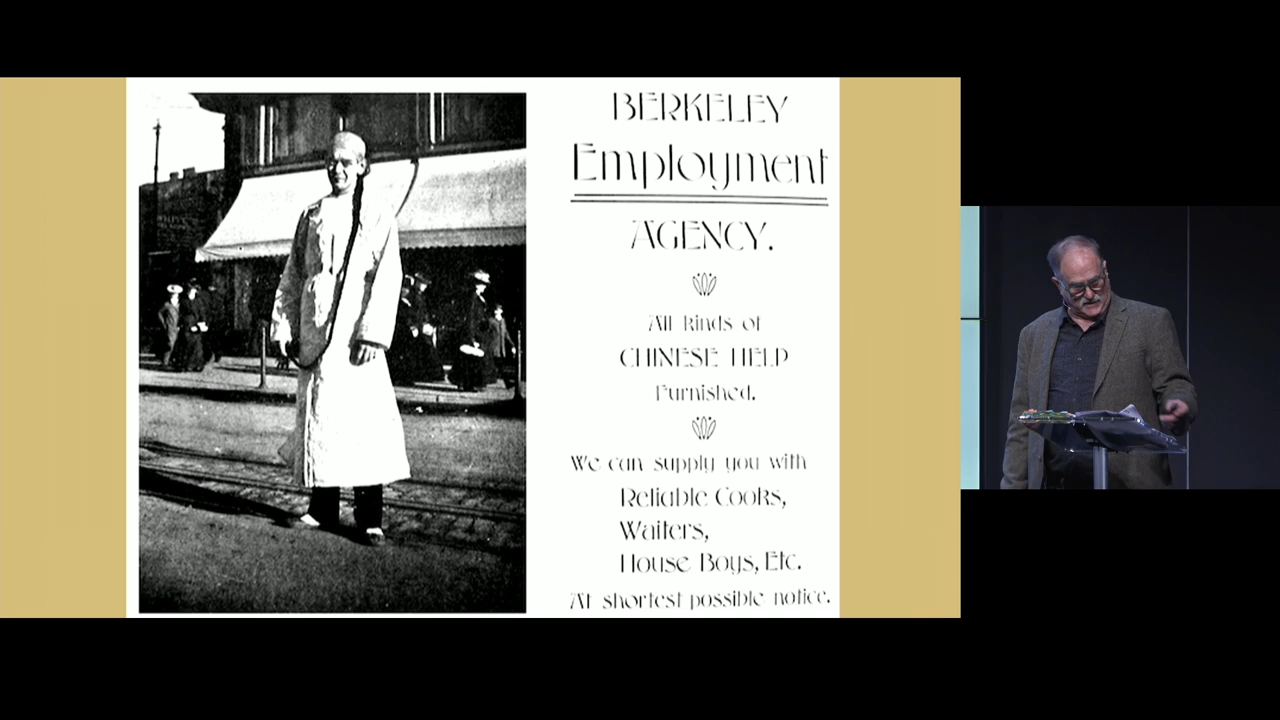 BERKELEY
Employment
AGENCY.
All kinds of
CHINESE HELP
Furnished.
We can supply you with
Reliable Cooks,
Waiters,
House Boys, Etc.
At shortest possible notice.